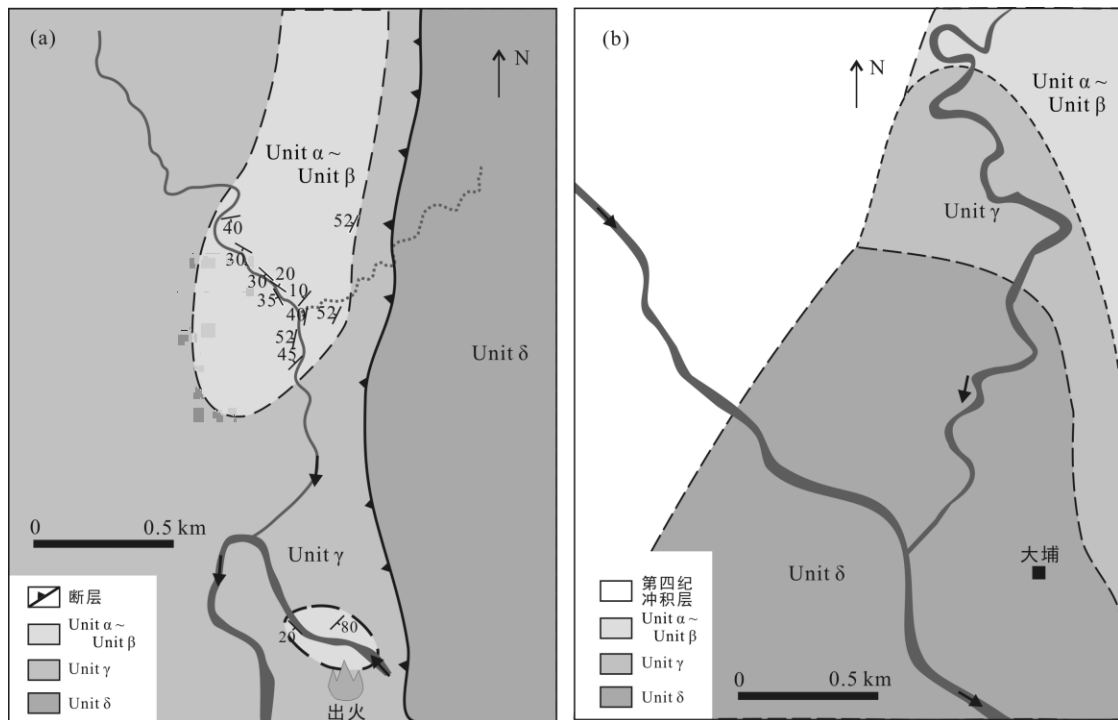 (a)
N
Unit α ~
Unit β
52
40
30
20
30
10
35
40
52
52
45
Unit δ
0 0.5 km
Unit γ
20
80
出火
断层
Unit α ~
Unit β
Unit γ
Unit δ
(b)
N
Unit α ~
Unit β
Unit γ
大埔
Unit δ
第四纪
冲积层
Unit α ~
Unit β
Unit γ
Unit δ
0 0.5 km